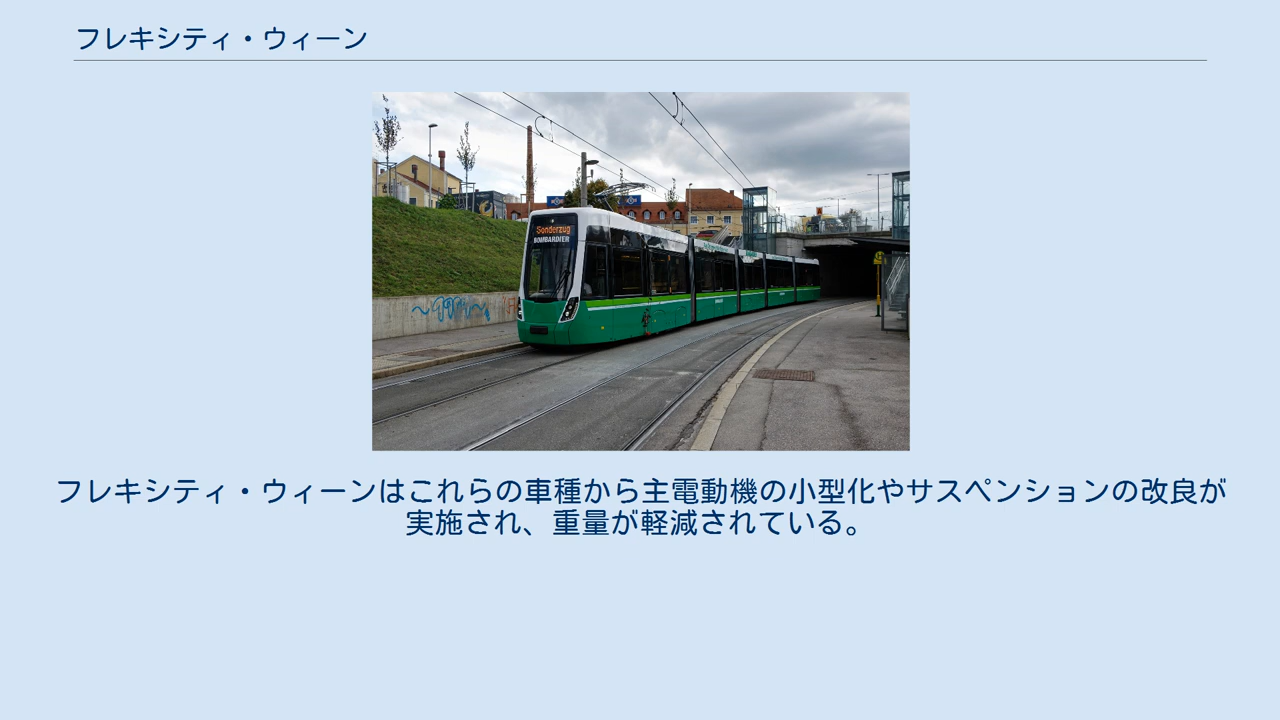 フレキシティ・ウィーン
Sonderzug
BOMBARDIER
フレキシティ・ウィーンはこれらの車種から主電動機の小型化やサスペンションの改良が
実施され、重量が軽減されている。